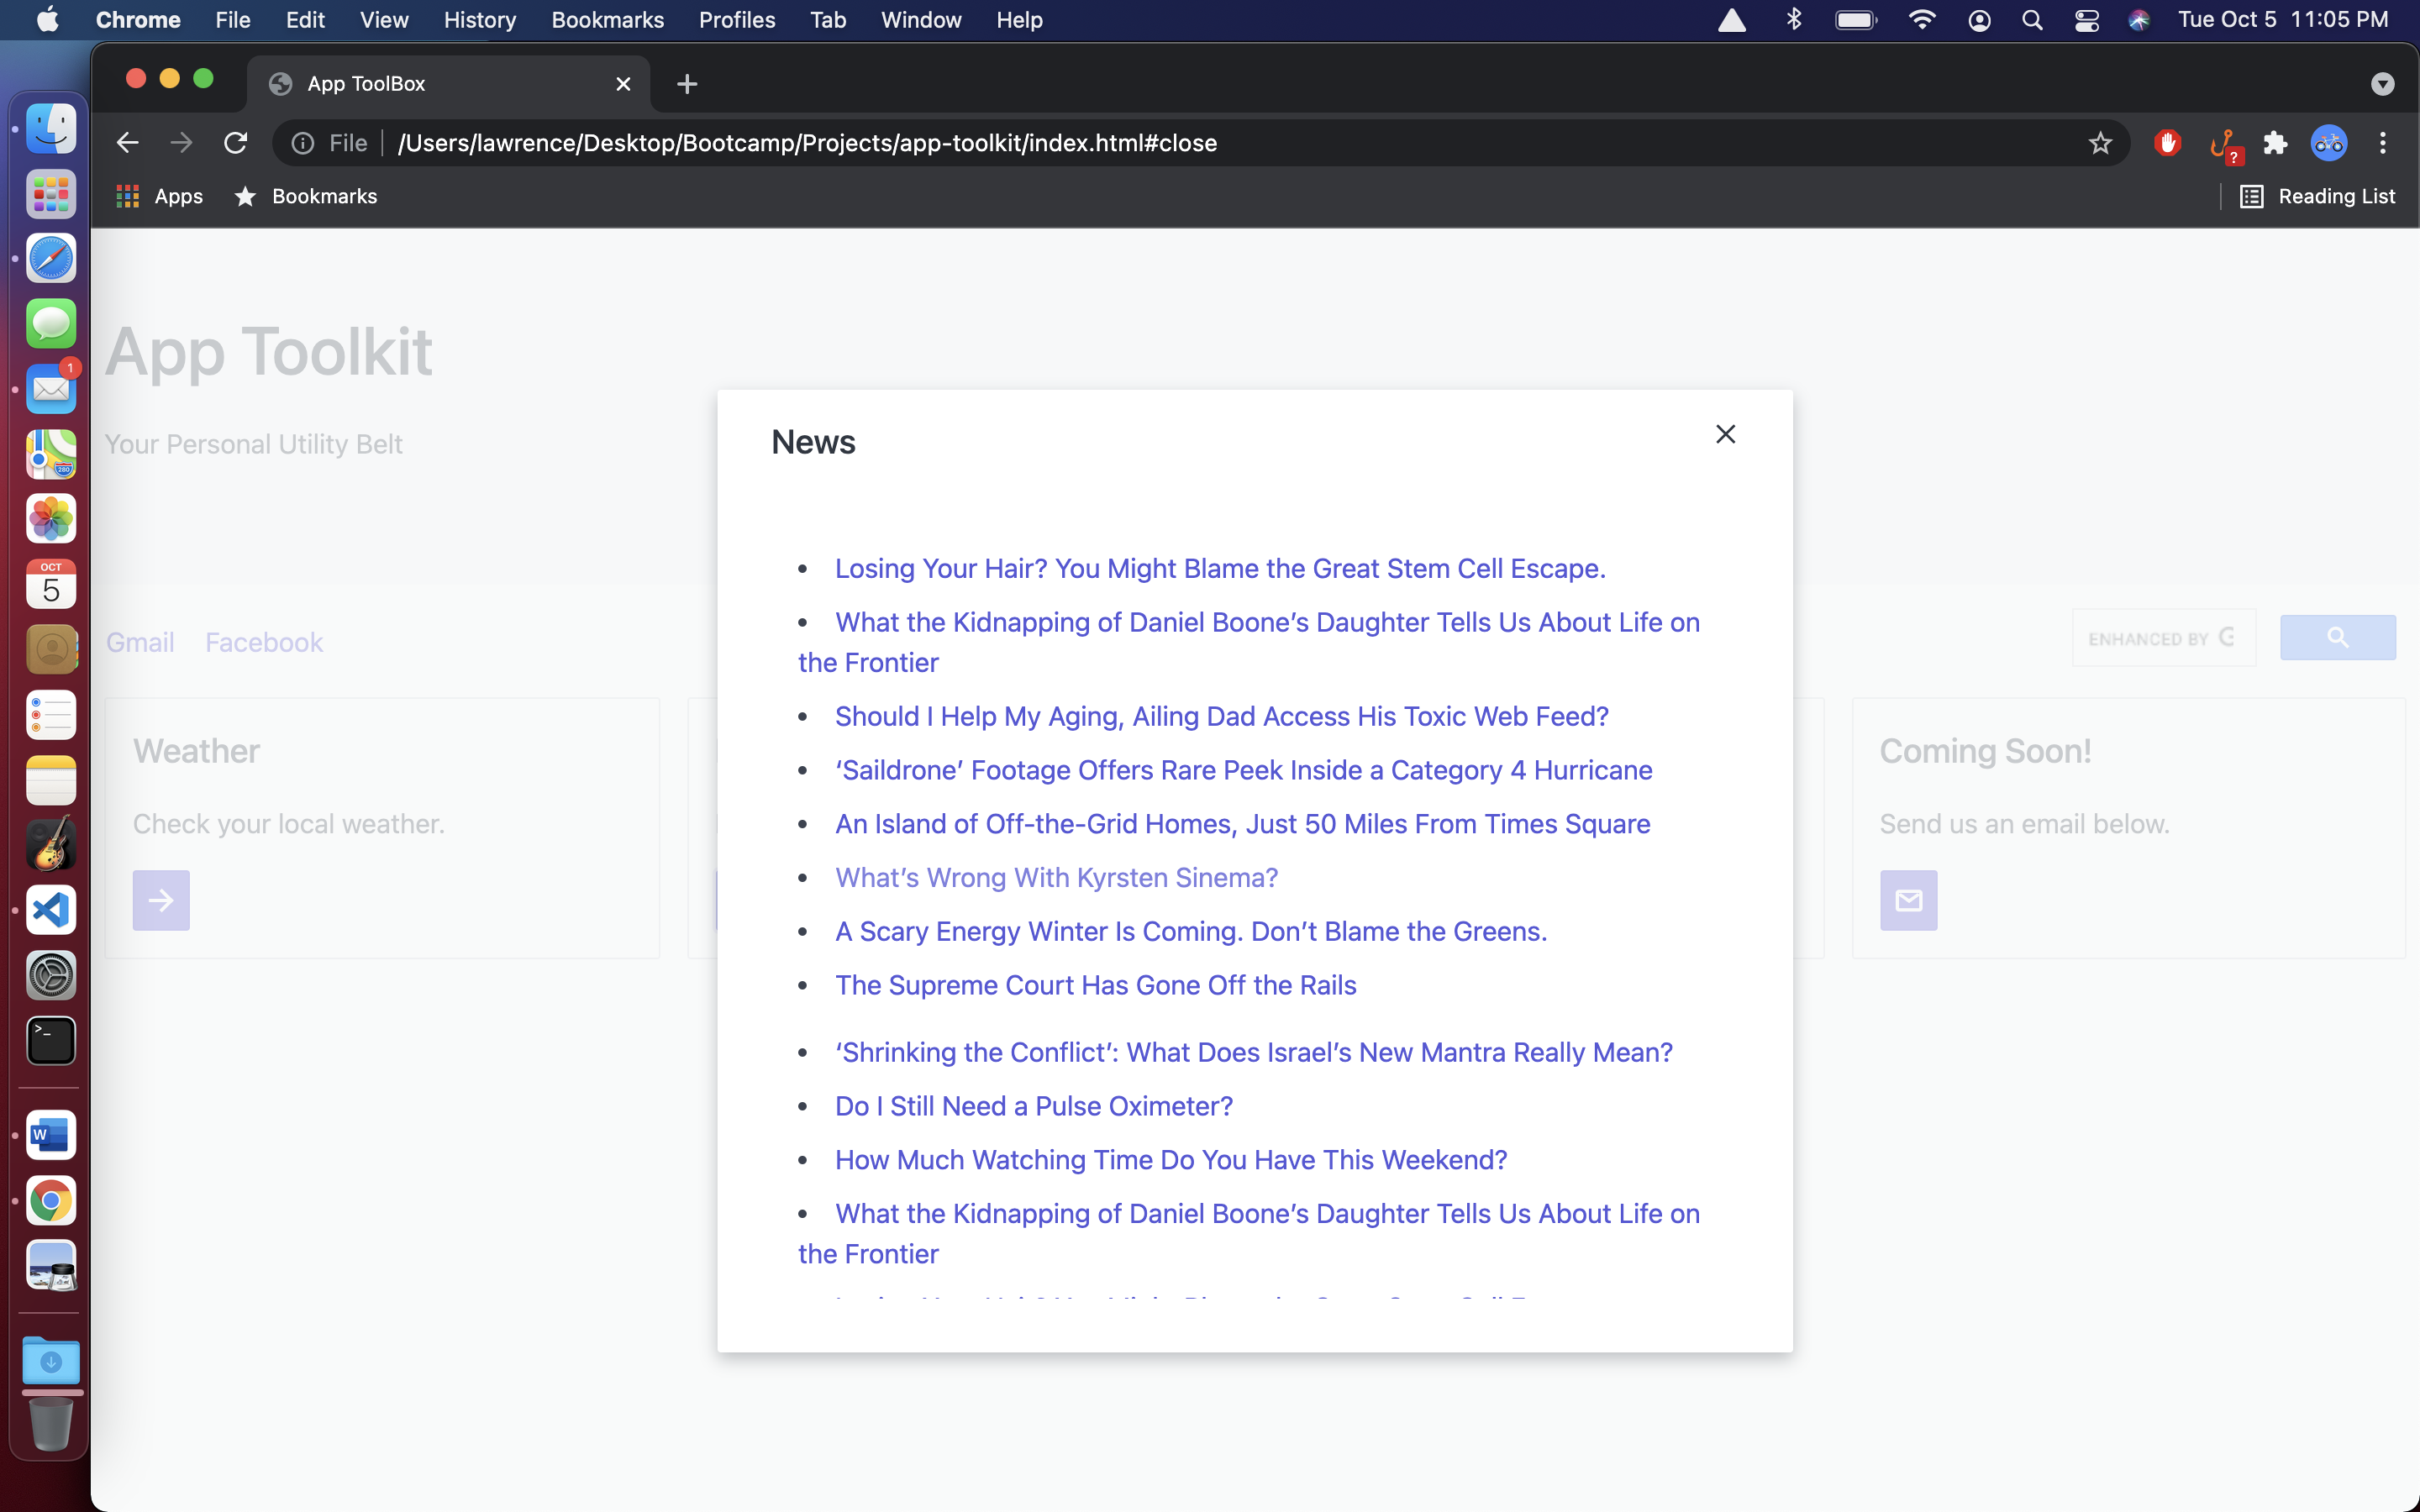 Chrome File Edit View History Bookmarks Profiles Tab Window Help Tue Oct 5 11:05 PM
App ToolBox
File /Users/lawrence/Desktop/Bootcamp/Projects/app-toolkit/index.html#close
?
Apps Bookmarks Reading List
App Toolkit
Your Personal Utility Belt
1
280
OCT
5
>_
W
Gmail Facebook
ENHANCED BY G
Weather
Check your local weather.
News
• Losing Your Hair? You Might Blame the Great Stem Cell Escape.
• What the Kidnapping of Daniel Boone’s Daughter Tells Us About Life on
the Frontier
• Should I Help My Aging, Ailing Dad Access His Toxic Web Feed?
• ‘Saildrone’ Footage Offers Rare Peek Inside a Category 4 Hurricane
• An Island of Off-the-Grid Homes, Just 50 Miles From Times Square
• What’s Wrong With Kyrsten Sinema?
• A Scary Energy Winter Is Coming. Don’t Blame the Greens.
• The Supreme Court Has Gone Off the Rails
• ‘Shrinking the Conflict’: What Does Israel’s New Mantra Really Mean?
• Do I Still Need a Pulse Oximeter?
• How Much Watching Time Do You Have This Weekend?
• What the Kidnapping of Daniel Boone’s Daughter Tells Us About Life on
the Frontier
Coming Soon!
Send us an email below.